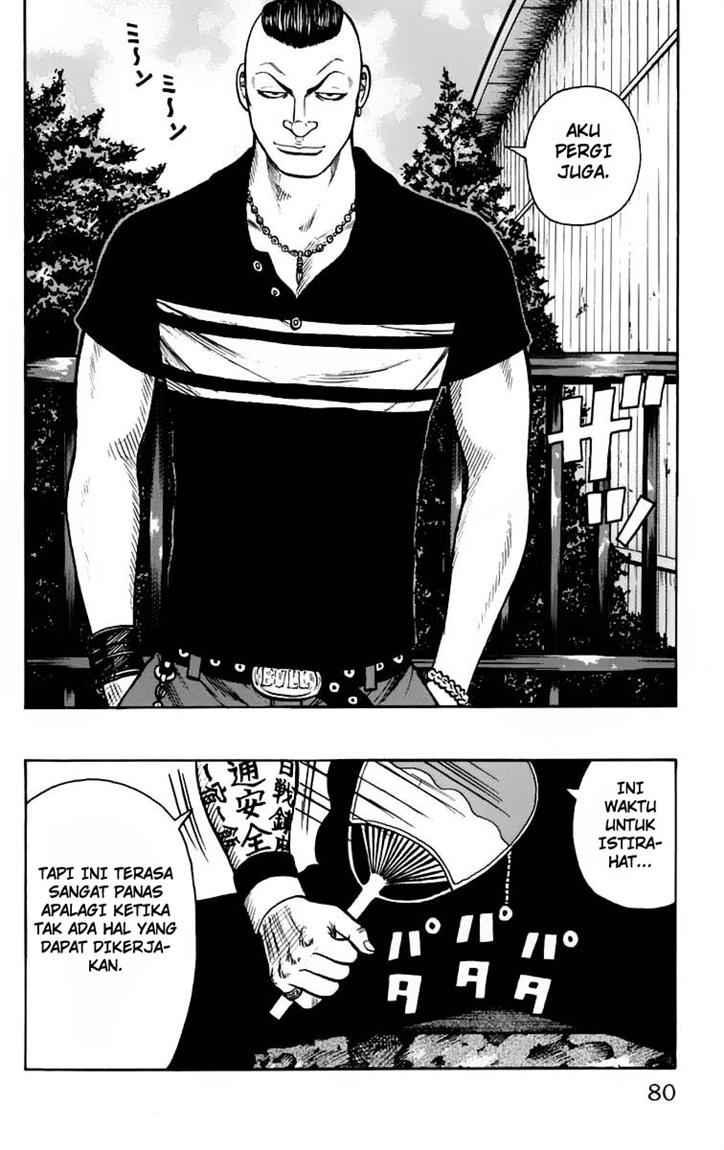 ミ〜ン
ミ〜ン
AKU
PERGI
JUGA.
ザッ
BULL
INI
WAKTU
UNTUK
ISTIRA-
HAT...
TAPI INI TERASA
SANGAT PANAS
APALAGI KETIKA
TAK ADA HAL YANG
DAPAT DIKERJA-
KAN.
通安全
パタ
パタ
パタ
80